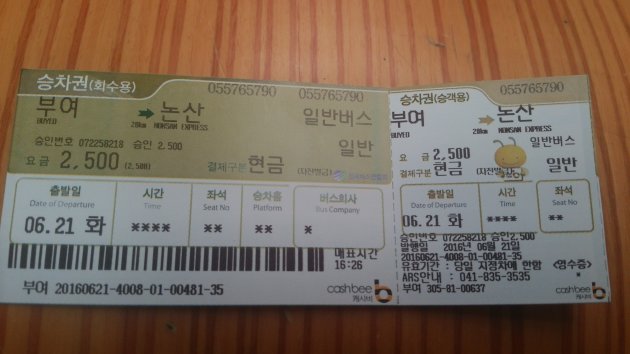 승차권(회수용)
055765790
부여 → 논산 일반버스
BUYEO 28km NONSAN EXPRESS
승인번호 072258218 승인 2,500 일반
요금 2,500 (2,500) 결제구분 현금 (자진발급)
출발일 시간 좌석 승차홈 버스회사
Date of Departure Time Seat No Platform Bus Company
06.21 화 **** ** ** *
매표시간
16:26
부여 20160621-4008-01-00481-35
cashbee
캐시비
055765790
승차권(승객용)
부여 → 논산
28km NONSAN EXPRESS
일반버스
요금 2,500
결제구분 현금 (자진발급) 일반
출발일 시간 좌석
Date of Departure Time Seat No
06.21 화 **** **
승인번호 072258218 승인2,500
발행일 2016년 06월 21일
20160621-4008-01-00481-35
유효기간 : 당일 지정차에 한함 <영수증>
ARS안내 : 041-835-3535 *
부여 305-81-00637
cashbee
캐시비